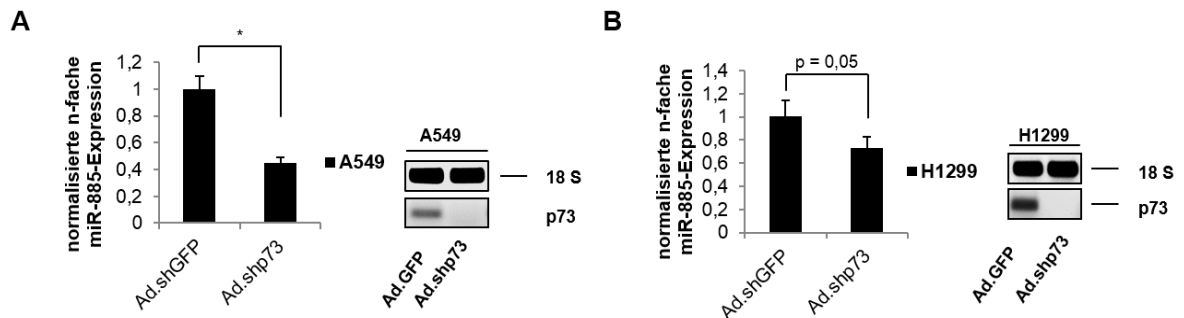 A
normalisierte n-fache
miR-885-Expression
1,2
1
0,8
0,6
0,4
0,2
0
*
Ad.shGFP
Ad.shp73
A549
A549
18 S
p73
Ad.GFP
Ad.shp73
B
normalisierte n-fache
miR-885-Expression
1,4
1,2
1
0,8
0,6
0,4
0,2
0
p = 0,05
Ad.shGFP
Ad.shp73
H1299
H1299
18 S
p73
Ad.GFP
Ad.shp73